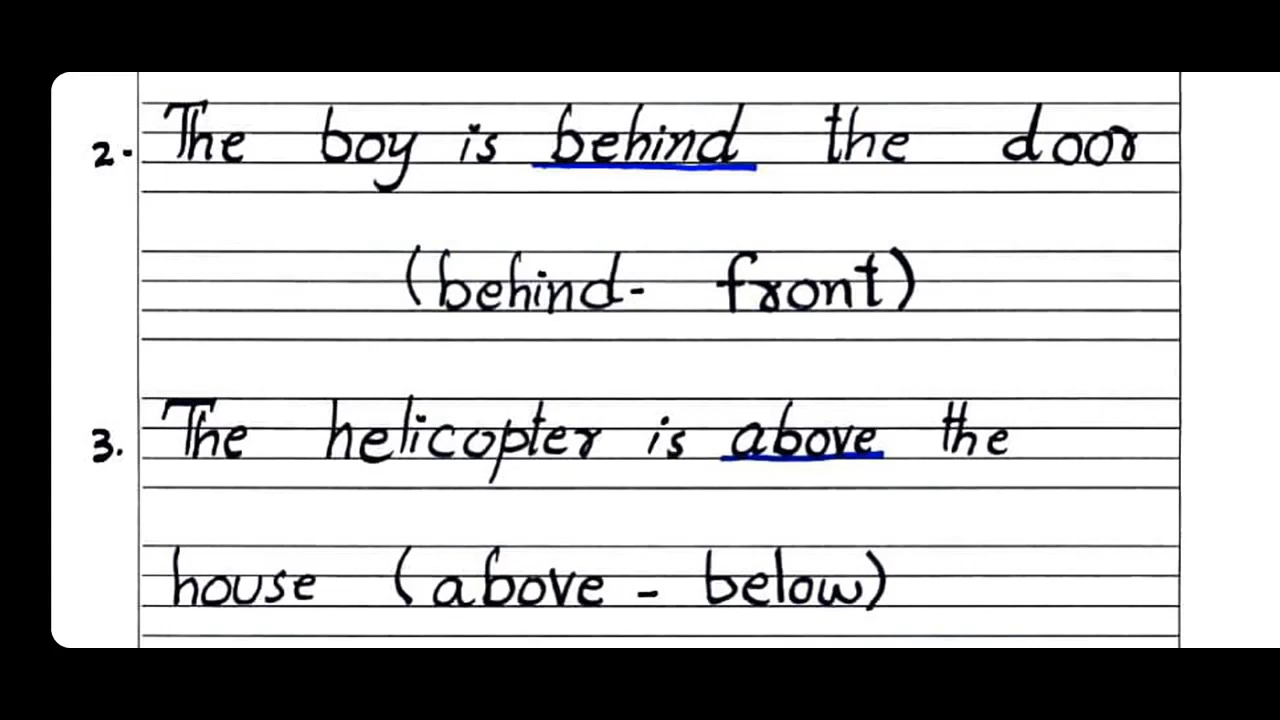 2. The boy is behind the door
(behind- front)
3. The helicopter is above the
house (above - below)